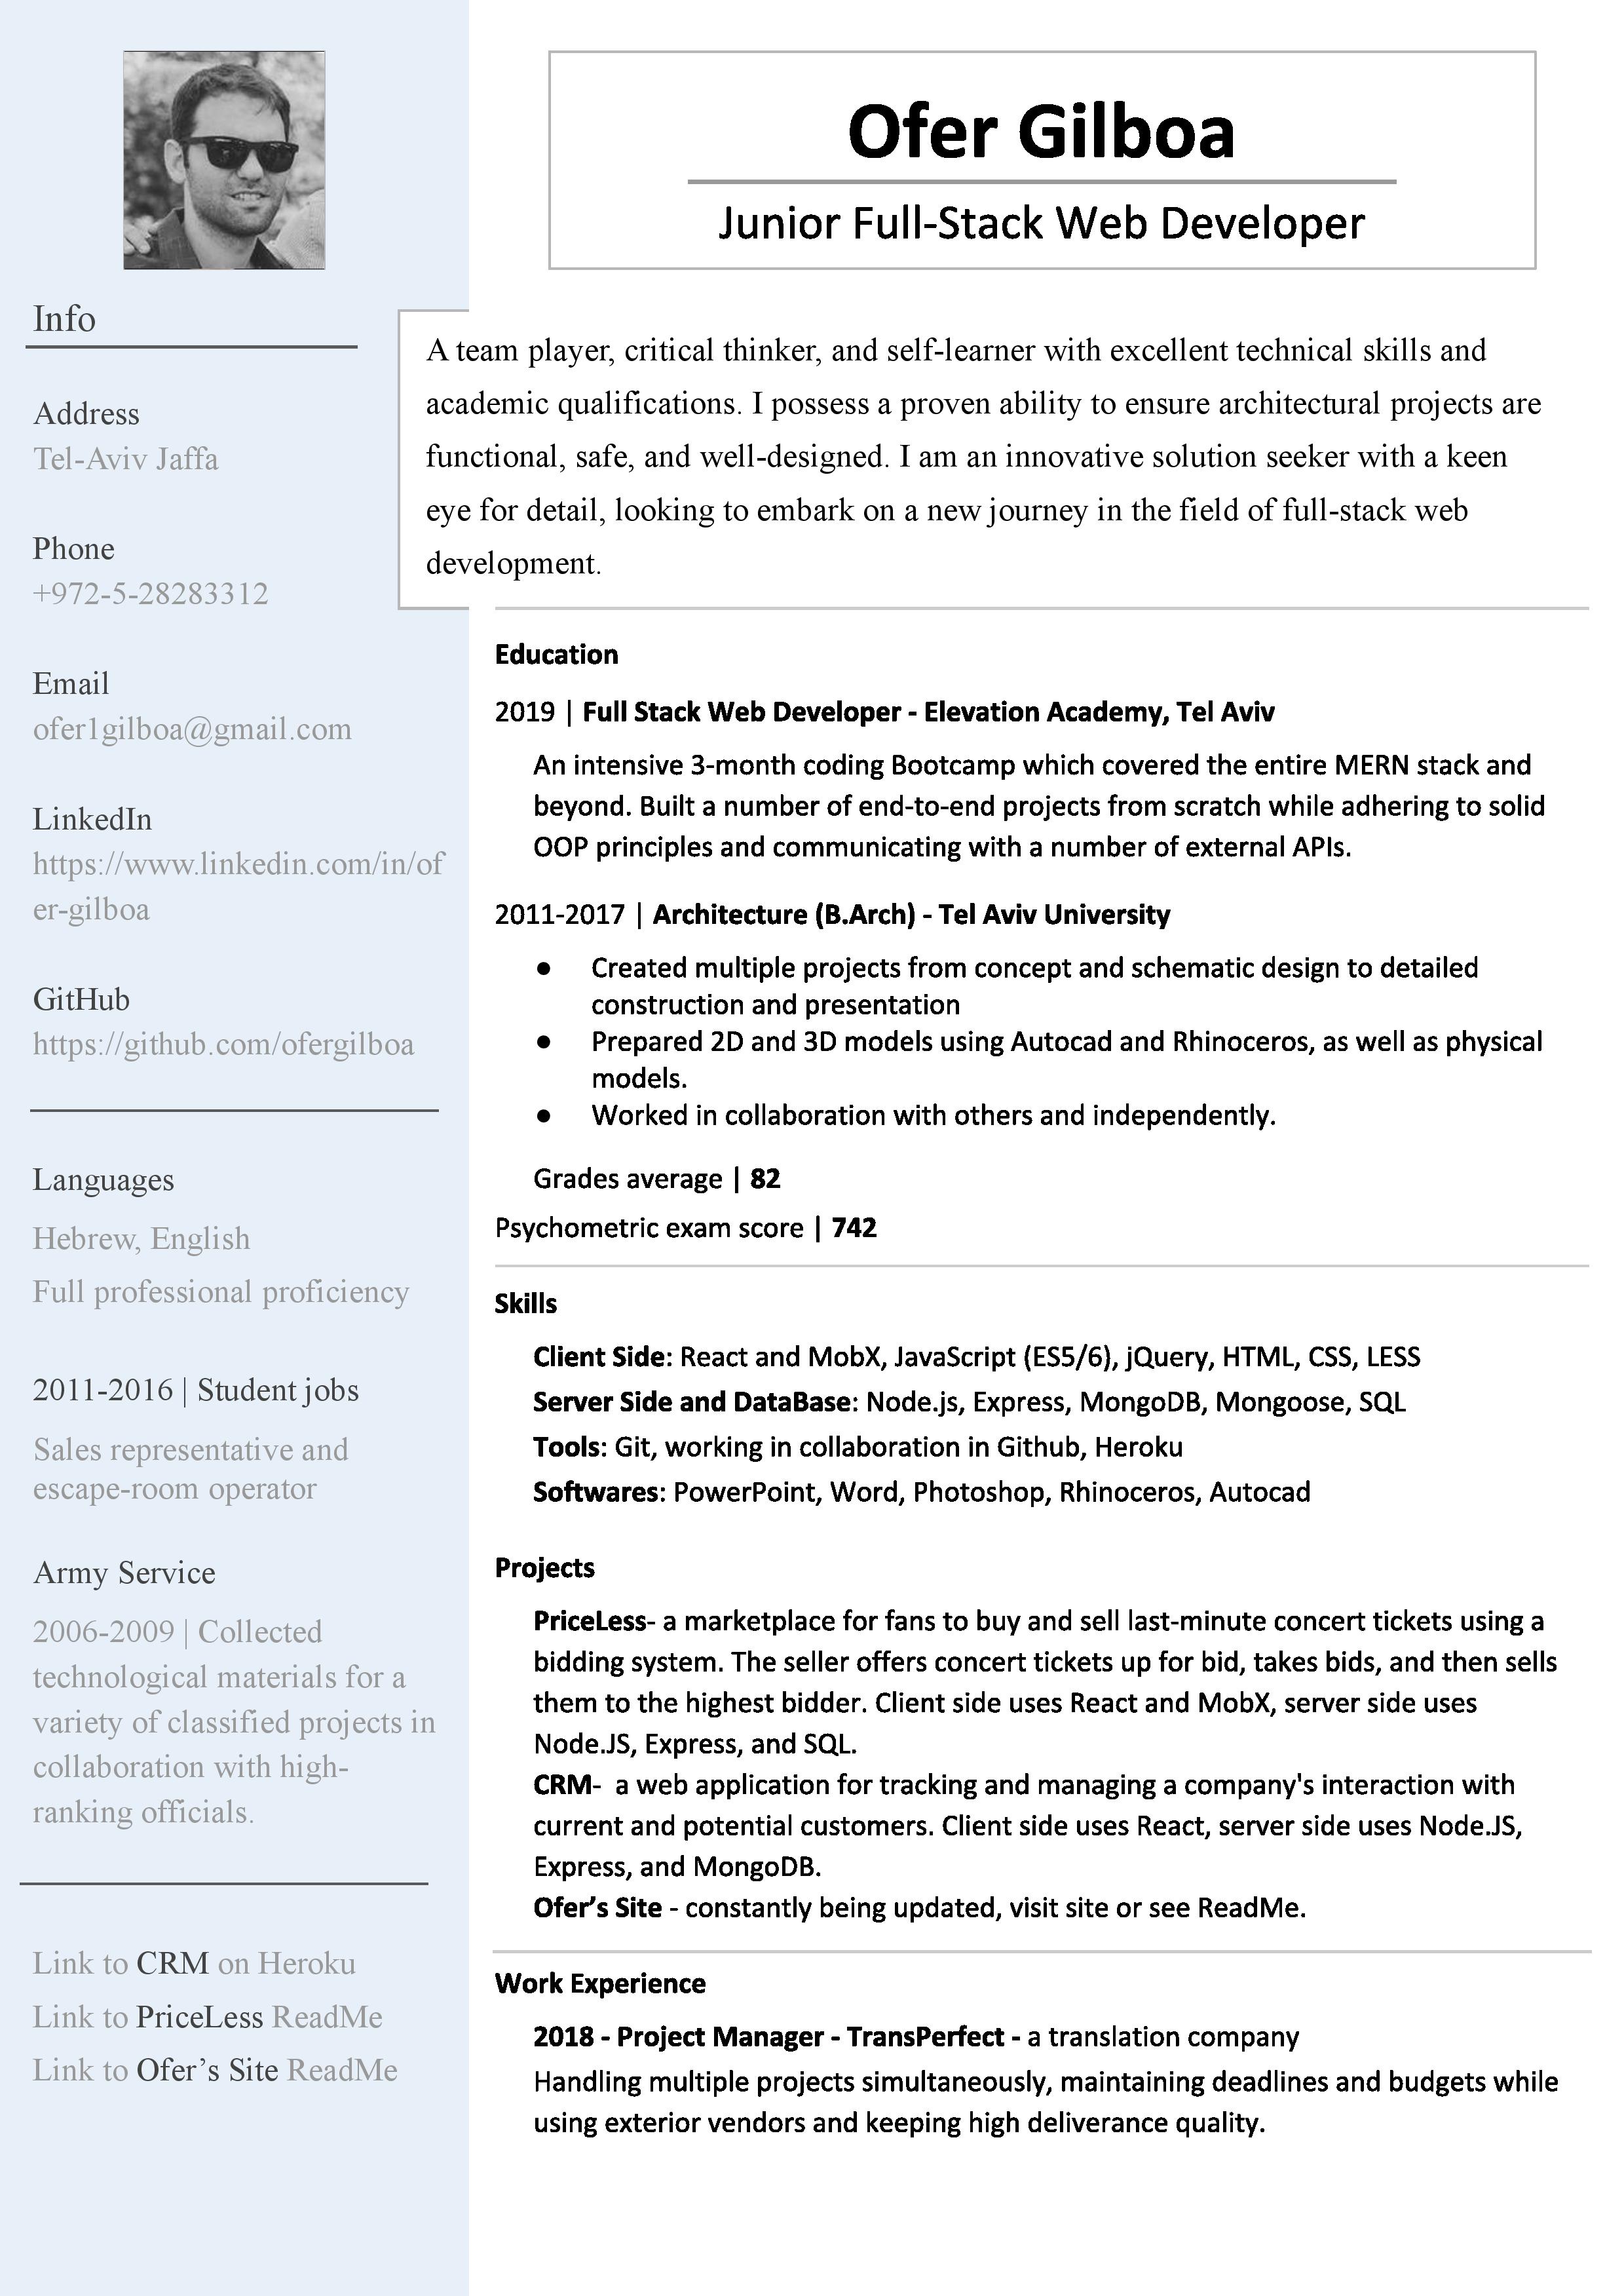 Ofer Gilboa
Junior Full-Stack Web Developer
Info
Address
Tel-Aviv Jaffa
Phone
+972-5-28283312
Email
ofer1gilboa@gmail.com
LinkedIn
https://www.linkedin.com/in/of
er-gilboa
GitHub
https://github.com/ofergilboa
Languages
Hebrew, English
Full professional proficiency
2011-2016 | Student jobs
Sales representative and
escape-room operator
Army Service
2006-2009 | Collected
technological materials for a
variety of classified projects in
collaboration with high-
ranking officials.
Link to CRM on Heroku
Link to PriceLess ReadMe
Link to Ofer’s Site ReadMe
A team player, critical thinker, and self-learner with excellent technical skills and
academic qualifications. I possess a proven ability to ensure architectural projects are
functional, safe, and well-designed. I am an innovative solution seeker with a keen
eye for detail, looking to embark on a new journey in the field of full-stack web
development.
Education
2019 | Full Stack Web Developer - Elevation Academy, Tel Aviv
An intensive 3-month coding Bootcamp which covered the entire MERN stack and
beyond. Built a number of end-to-end projects from scratch while adhering to solid
OOP principles and communicating with a number of external APIs.
2011-2017 | Architecture (B.Arch) - Tel Aviv University
● Created multiple projects from concept and schematic design to detailed
construction and presentation
● Prepared 2D and 3D models using Autocad and Rhinoceros, as well as physical
models.
● Worked in collaboration with others and independently.
Grades average | 82
Psychometric exam score | 742
Skills
Client Side: React and MobX, JavaScript (ES5/6), jQuery, HTML, CSS, LESS
Server Side and DataBase: Node.js, Express, MongoDB, Mongoose, SQL
Tools: Git, working in collaboration in Github, Heroku
Softwares: PowerPoint, Word, Photoshop, Rhinoceros, Autocad
Projects
PriceLess- a marketplace for fans to buy and sell last-minute concert tickets using a
bidding system. The seller offers concert tickets up for bid, takes bids, and then sells
them to the highest bidder. Client side uses React and MobX, server side uses
Node.JS, Express, and SQL.
CRM- a web application for tracking and managing a company's interaction with
current and potential customers. Client side uses React, server side uses Node.JS,
Express, and MongoDB.
Ofer’s Site - constantly being updated, visit site or see ReadMe.
Work Experience
2018 - Project Manager - TransPerfect - a translation company
Handling multiple projects simultaneously, maintaining deadlines and budgets while
using exterior vendors and keeping high deliverance quality.